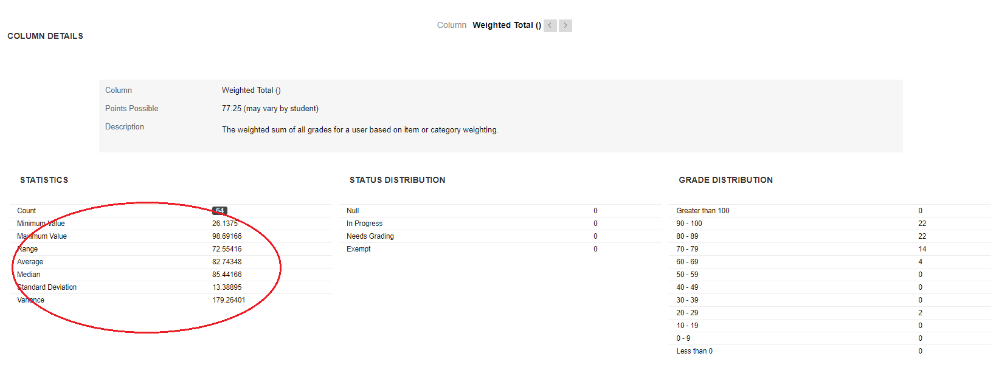 Column Weighted Total () < >
COLUMN DETAILS
Column Weighted Total ()
Points Possible 77.25 (may vary by student)
Description The weighted sum of all grades for a user based on item or category weighting.
STATISTICS
Count 64
Minimum Value 26.1375
Maximum Value 98.69166
Range 72.55416
Average 82.74348
Median 85.44166
Standard Deviation 13.38895
Variance 179.26401
STATUS DISTRIBUTION
Null 0
In Progress 0
Needs Grading 0
Exempt 0
GRADE DISTRIBUTION
Greater than 100 0
90 - 100 22
80 - 89 22
70 - 79 14
60 - 69 4
50 - 59 0
40 - 49 0
30 - 39 0
20 - 29 2
10 - 19 0
0 - 9 0
Less than 0 0